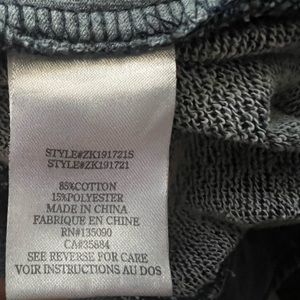 STYLE#ZK191721S
STYLE#ZK191721
85%COTTON
15%POLYESTER
MADE IN CHINA
FABRIQUE EN CHINE
RN#135090
CA#35884
SEE REVERSE FOR CARE
VOIR INSTRUCTIONS AU DOS